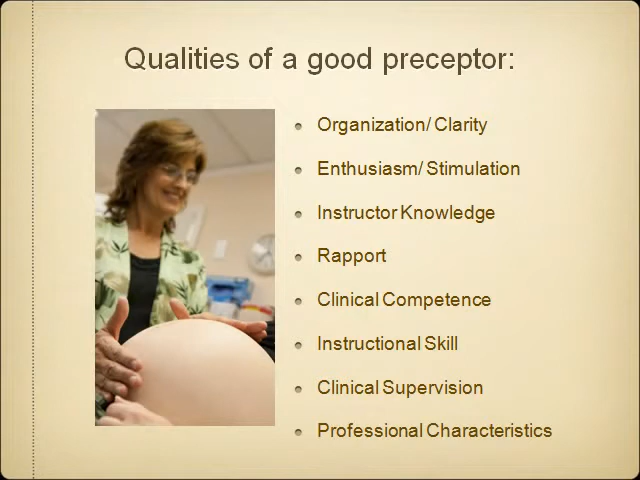 Qualities of a good preceptor:
Organization/ Clarity
Enthusiasm/ Stimulation
Instructor Knowledge
Rapport
Clinical Competence
Instructional Skill
Clinical Supervision
Professional Characteristics